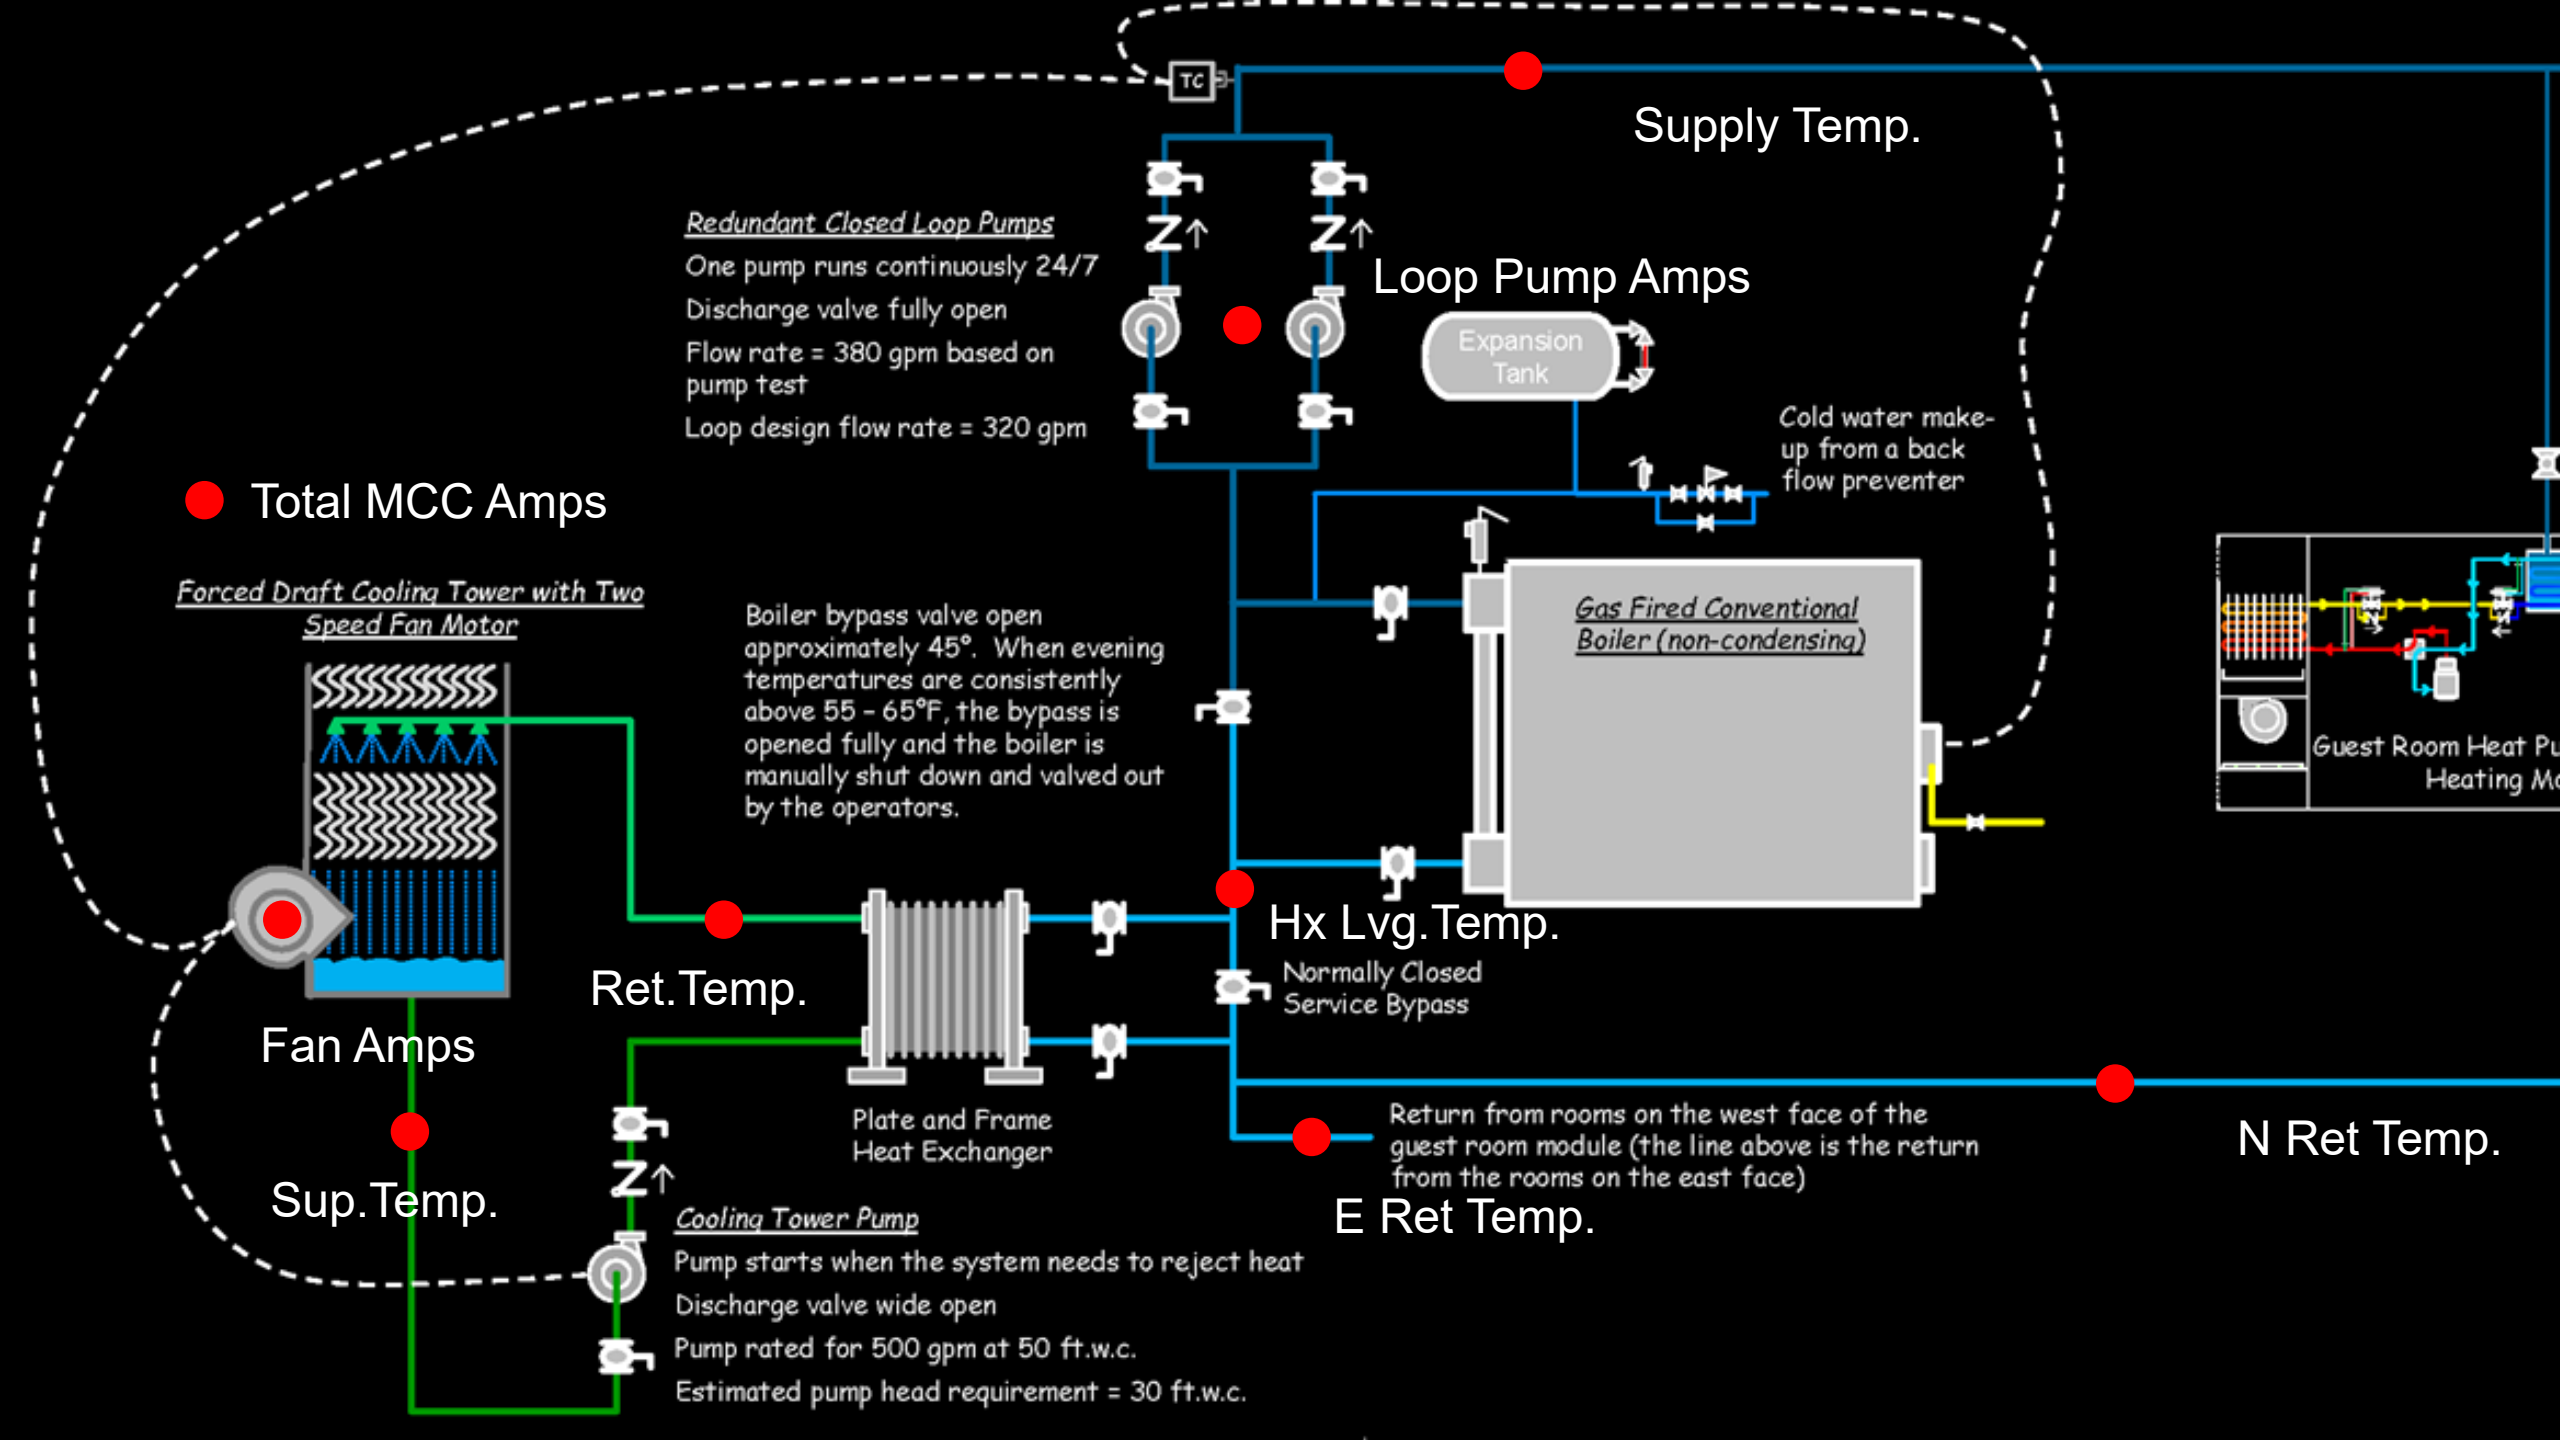 TC
Supply Temp.
Redundant Closed Loop Pumps
One pump runs continuously 24/7
Discharge valve fully open
Flow rate = 380 gpm based on
pump test
Loop design flow rate = 320 gpm
Loop Pump Amps
Expansion
Tank
Cold water make-
up from a back
flow preventer
Total MCC Amps
Forced Draft Cooling Tower with Two
Speed Fan Motor
Boiler bypass valve open
approximately 45°. When evening
temperatures are consistently
above 55 – 65°F, the bypass is
opened fully and the boiler is
manually shut down and valved out
by the operators.
Gas Fired Conventional
Boiler (non-condensing)
Guest Room Heat Pu
Heating Mo
Hx Lvg.Temp.
Normally Closed
Service Bypass
Ret.Temp.
Fan Amps
Plate and Frame
Heat Exchanger
Return from rooms on the west face of the
guest room module (the line above is the return
from the rooms on the east face)
N Ret Temp.
E Ret Temp.
Sup.Temp.
Cooling Tower Pump
Pump starts when the system needs to reject heat
Discharge valve wide open
Pump rated for 500 gpm at 50 ft.w.c.
Estimated pump head requirement = 30 ft.w.c.